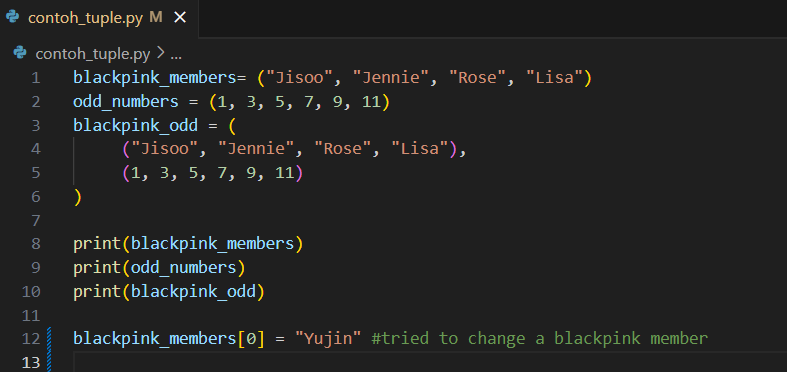 contoh_tuple.py M
contoh_tuple.py > ...
1 blackpink_members= ("Jisoo", "Jennie", "Rose", "Lisa")
2 odd_numbers = (1, 3, 5, 7, 9, 11)
3 blackpink_odd = (
4     ("Jisoo", "Jennie", "Rose", "Lisa"),
5     (1, 3, 5, 7, 9, 11)
6 )
7
8 print(blackpink_members)
9 print(odd_numbers)
10 print(blackpink_odd)
11
12 blackpink_members[0] = "Yujin" #tried to change a blackpink member
13